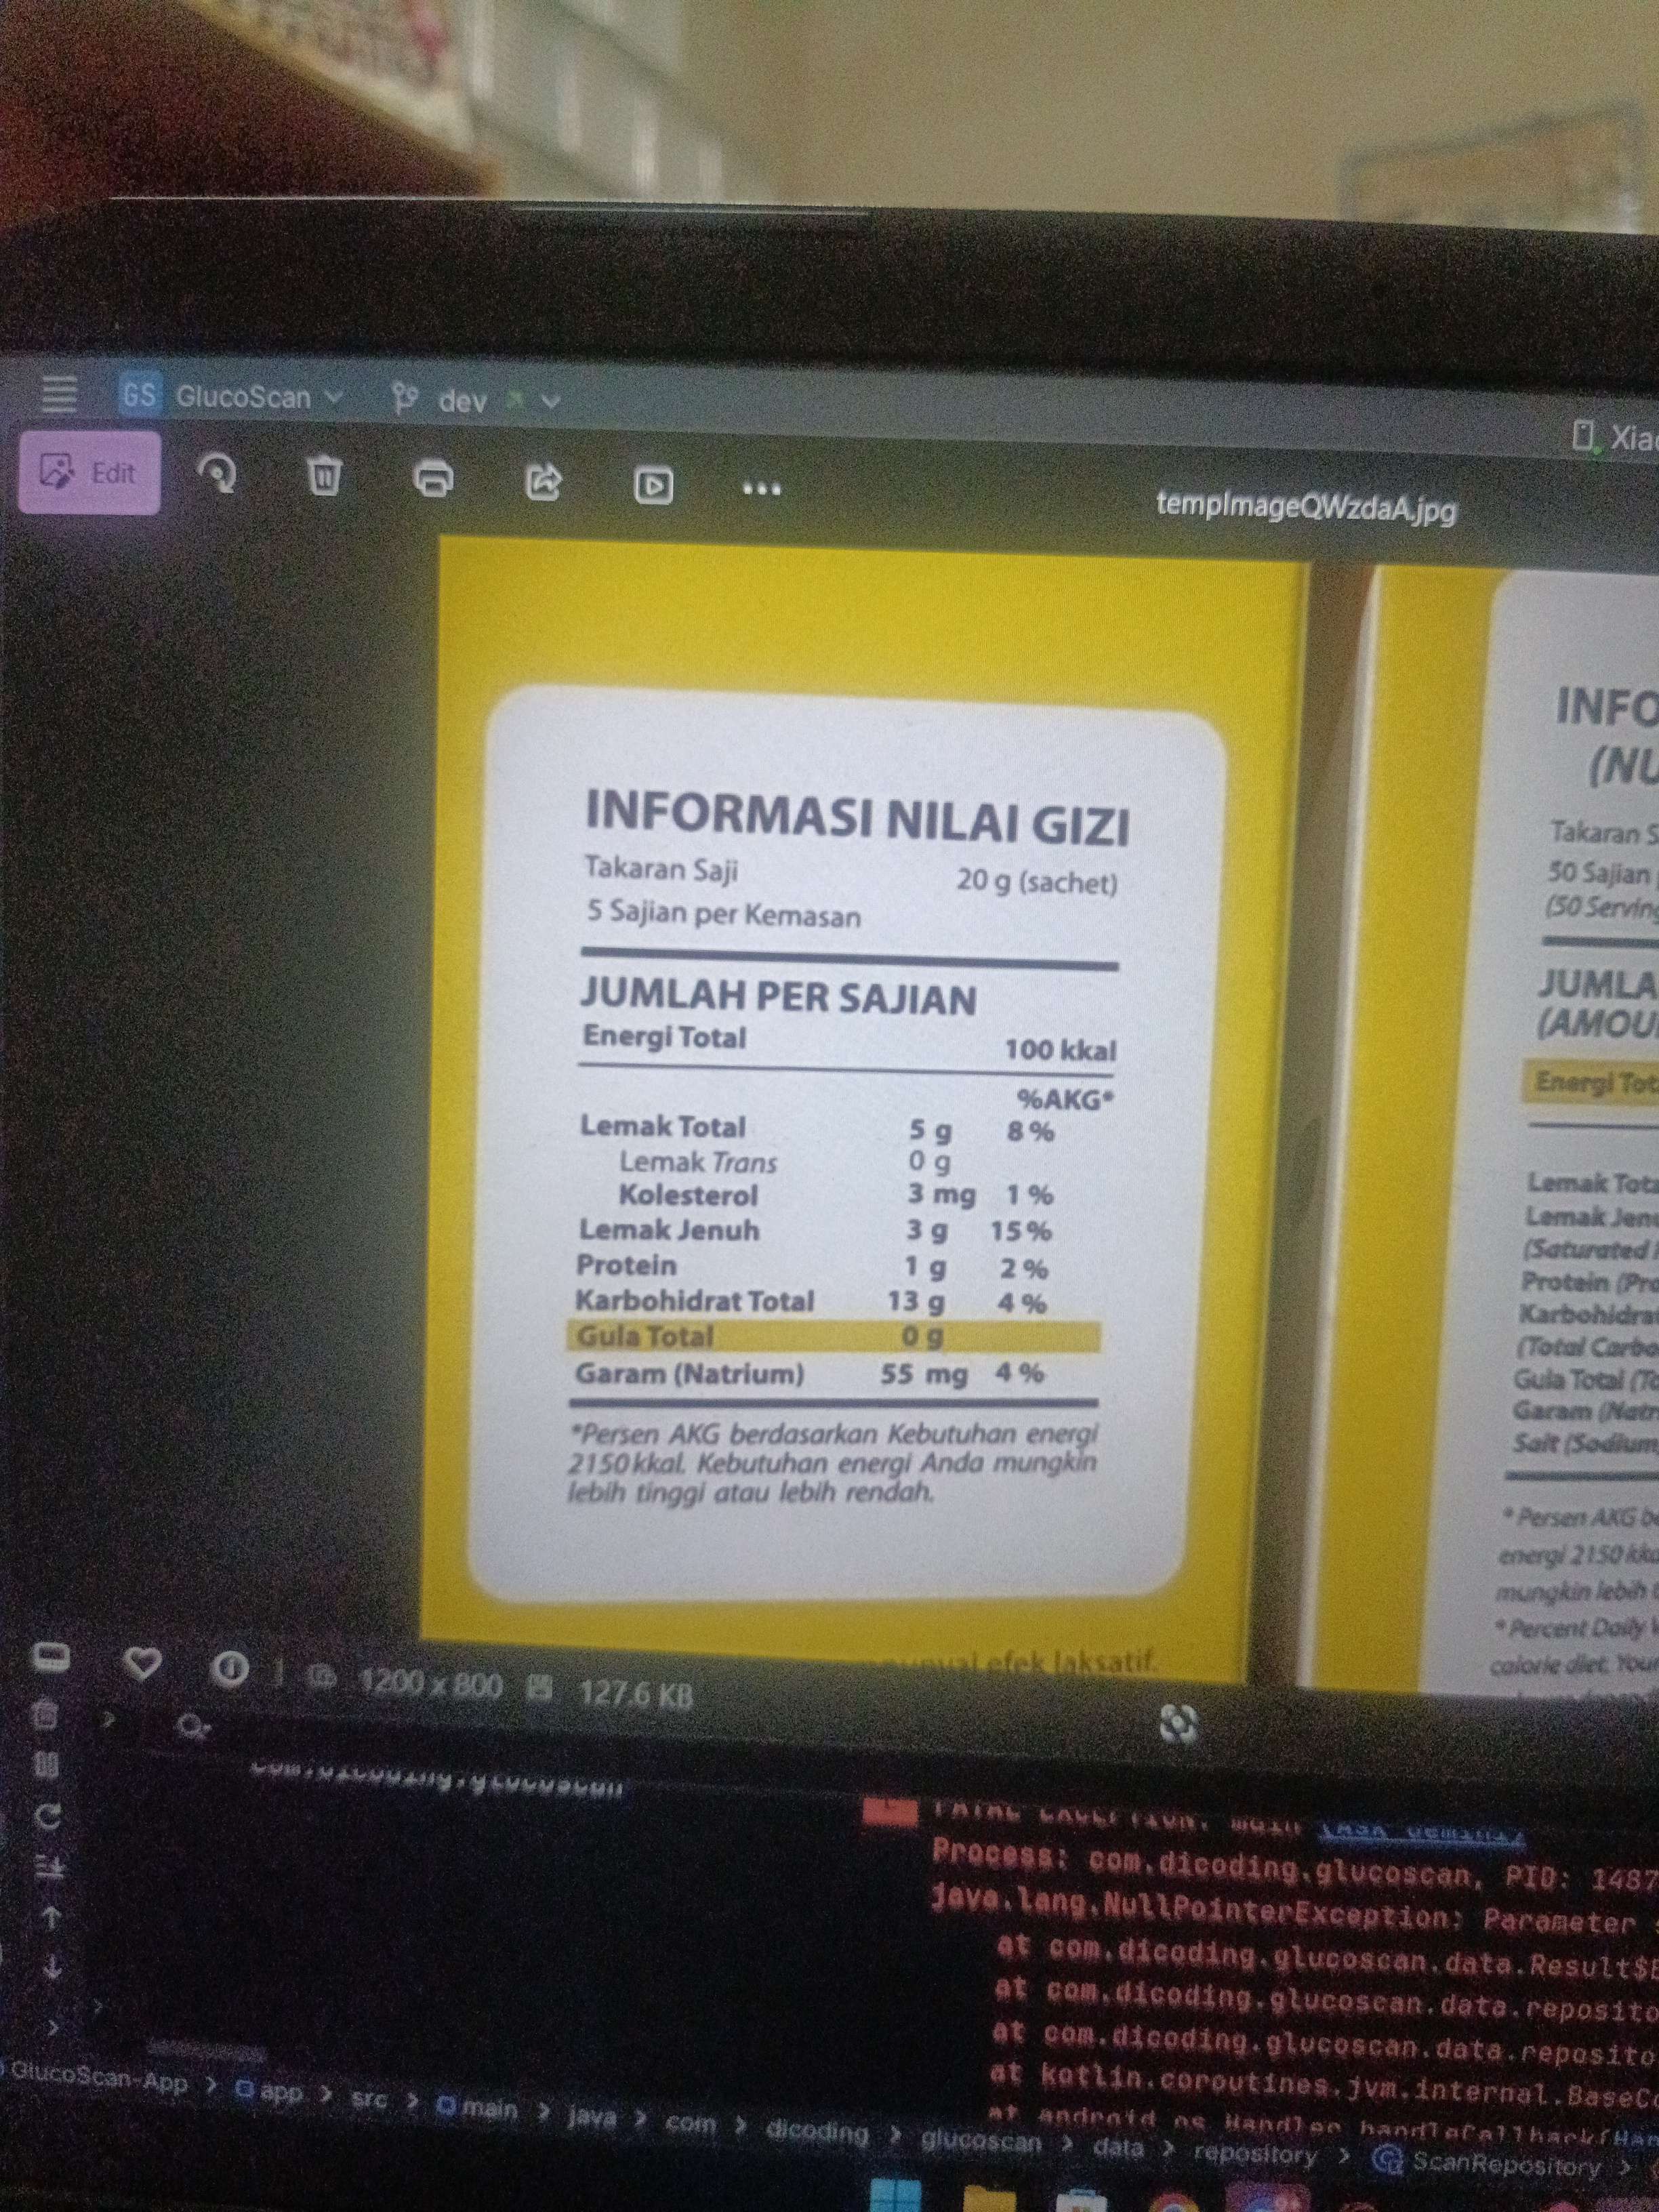 GS GlucoScan dev
Xiao
Edit
tempImageQWzdaA.jpg
INFORMASI NILAI GIZI
Takaran Saji 20 g (sachet)
5 Sajian per Kemasan
JUMLAH PER SAJIAN
Energi Total 100 kkal
%AKG*
Lemak Total 5 g 8 %
Lemak Trans 0 g
Kolesterol 3 mg 1 %
Lemak Jenuh 3 g 15 %
Protein 1 g 2 %
Karbohidrat Total 13 g 4 %
Gula Total 0 g
Garam (Natrium) 55 mg 4 %
*Persen AKG berdasarkan Kebutuhan energi
2150 kkal. Kebutuhan energi Anda mungkin
lebih tinggi atau lebih rendah.
efek laksatif.
INFO
(NU
Takaran S
50 Sajian
(50 Serving
JUMLA
(AMOU
Energi Tot
Lemak Tota
Lemak Jenu
(Saturated
Protein (Pro
Karbohidrat
(Total Carbo
Gula Total (To
Garam (Natr
Salt (Sodium
* Persen AKG be
energi 2150 kka
mungkin lebih
* Percent Daily
calorie diet. Your
1200 x 800 127.6 KB
com.dicoding.glucoscan
FATAL EXCEPTION: main (Ask Gemini)
Process: com.dicoding.glucoscan, PID: 1487
java.lang.NullPointerException: Parameter
at com.dicoding.glucoscan.data.Result$E
at com.dicoding.glucoscan.data.reposito
at com.dicoding.glucoscan.data.reposito
at kotlin.coroutines.jvm.internal.BaseCo
at android.os.Handler.handleCallback(Han
GlucoScan-App > app > src > main > java > com > dicoding > glucoscan > data > repository > ScanRepository >